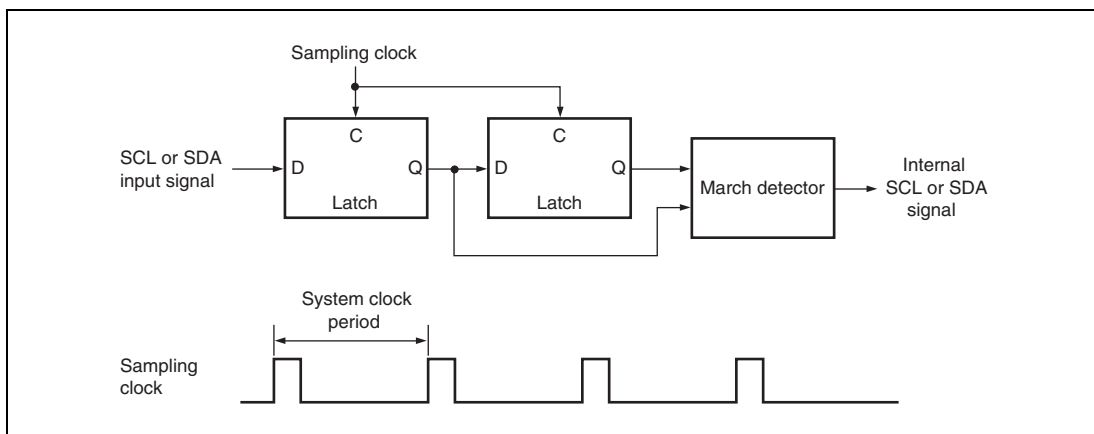 Sampling clock
C
C
SCL or SDA
input signal
D
Q
D
Q
Latch
Latch
March detector
Internal
SCL or SDA
signal
System clock
period
Sampling
clock